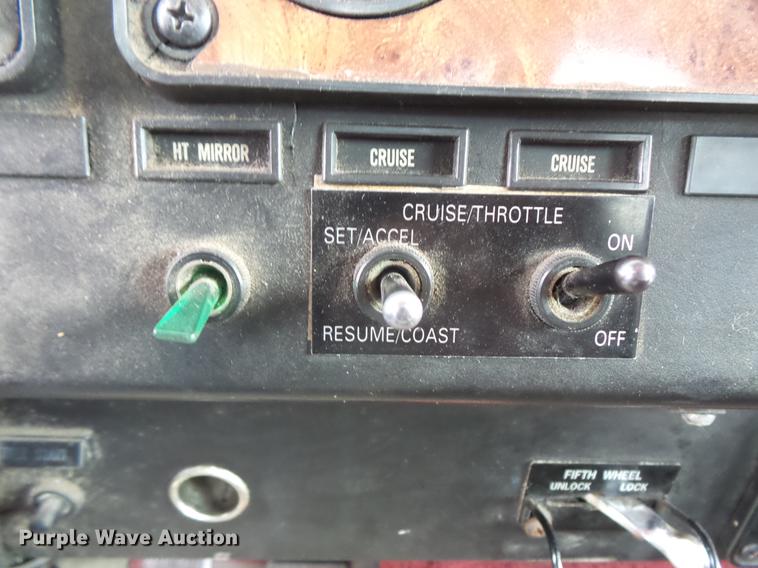 HT MIRROR
CRUISE
CRUISE
CRUISE/THROTTLE
SET/ACCEL
ON
RESUME/COAST
OFF
FIFTH WHEEL
UNLOCK LOCK
Purple Wave Auction